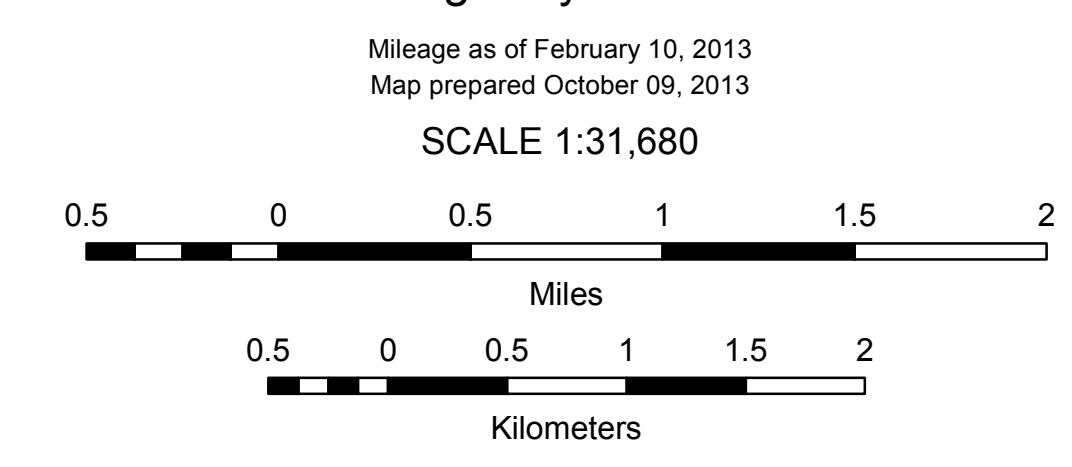 Mileage as of February 10, 2013
Map prepared October 09, 2013
SCALE 1:31,680
0.5 0 0.5 1 1.5 2
Miles
0.5 0 0.5 1 1.5 2
Kilometers